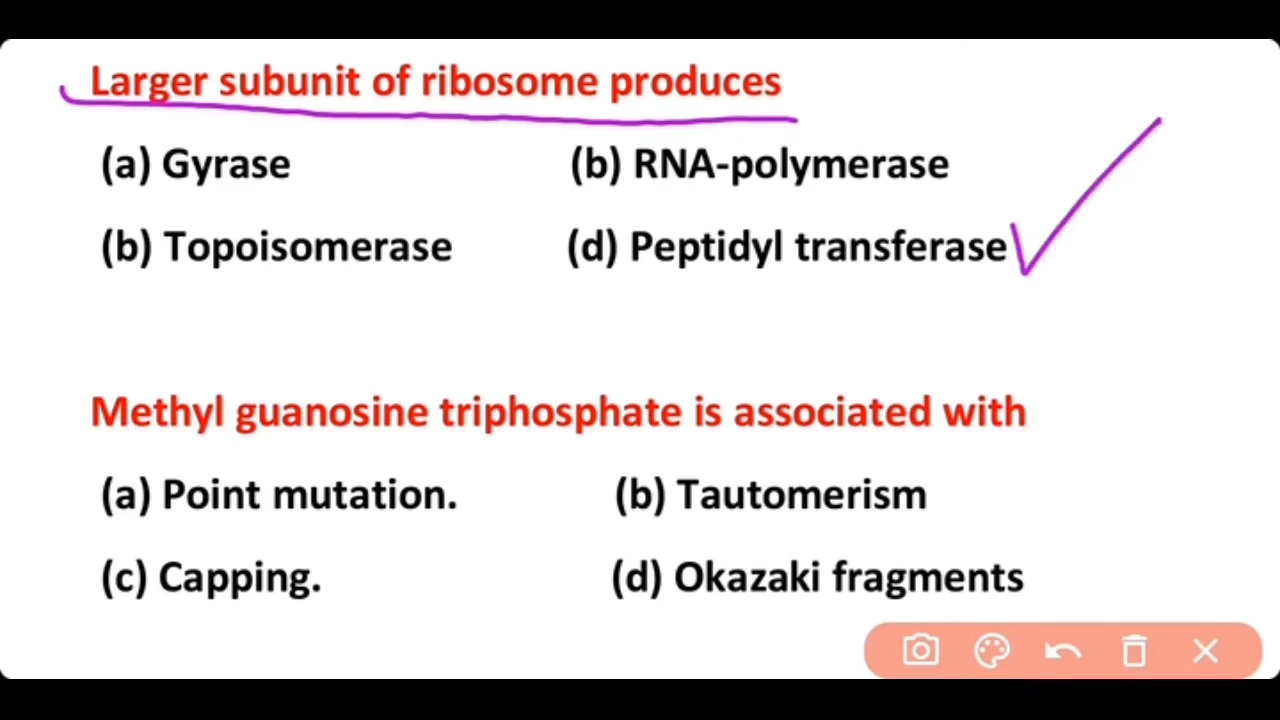 Larger subunit of ribosome produces
(a) Gyrase (b) RNA-polymerase
(b) Topoisomerase (d) Peptidyl transferase
Methyl guanosine triphosphate is associated with
(a) Point mutation. (b) Tautomerism
(c) Capping. (d) Okazaki fragments